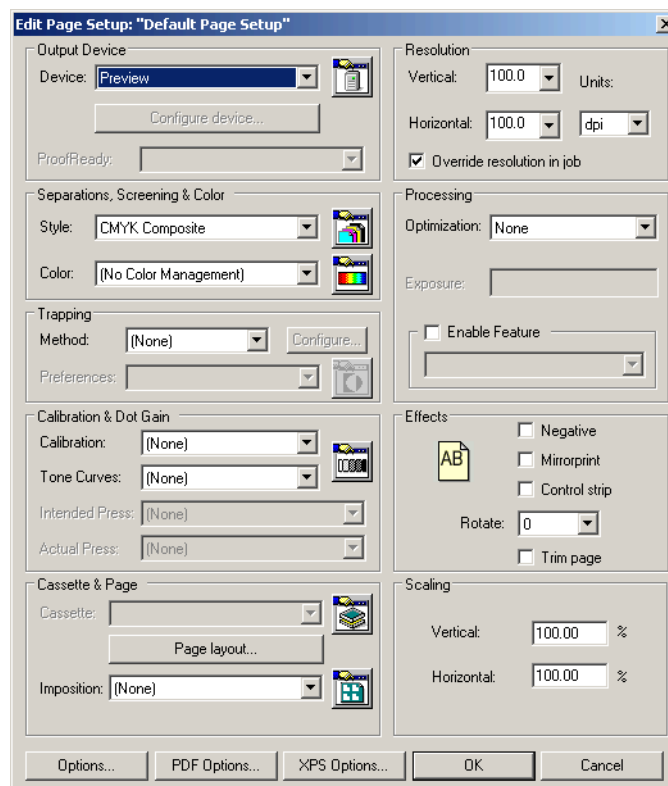 Edit Page Setup: "Default Page Setup"
Output Device
Device: Preview
Configure device...
ProofReady:
Resolution
Vertical: 100.0 Units:
Horizontal: 100.0 dpi
Override resolution in job
Separations, Screening & Color
Style: CMYK Composite
Color: (No Color Management)
Processing
Optimization: None
Exposure:
Enable Feature
Trapping
Method: (None) Configure...
Preferences:
Calibration & Dot Gain
Calibration: (None)
Tone Curves: (None)
Intended Press: (None)
Actual Press: (None)
Effects
AB
Negative
Mirrorprint
Control strip
Rotate: 0
Trim page
Cassette & Page
Cassette:
Page layout...
Imposition: (None)
Scaling
Vertical: 100.00 %
Horizontal: 100.00 %
Options... PDF Options... XPS Options... OK Cancel